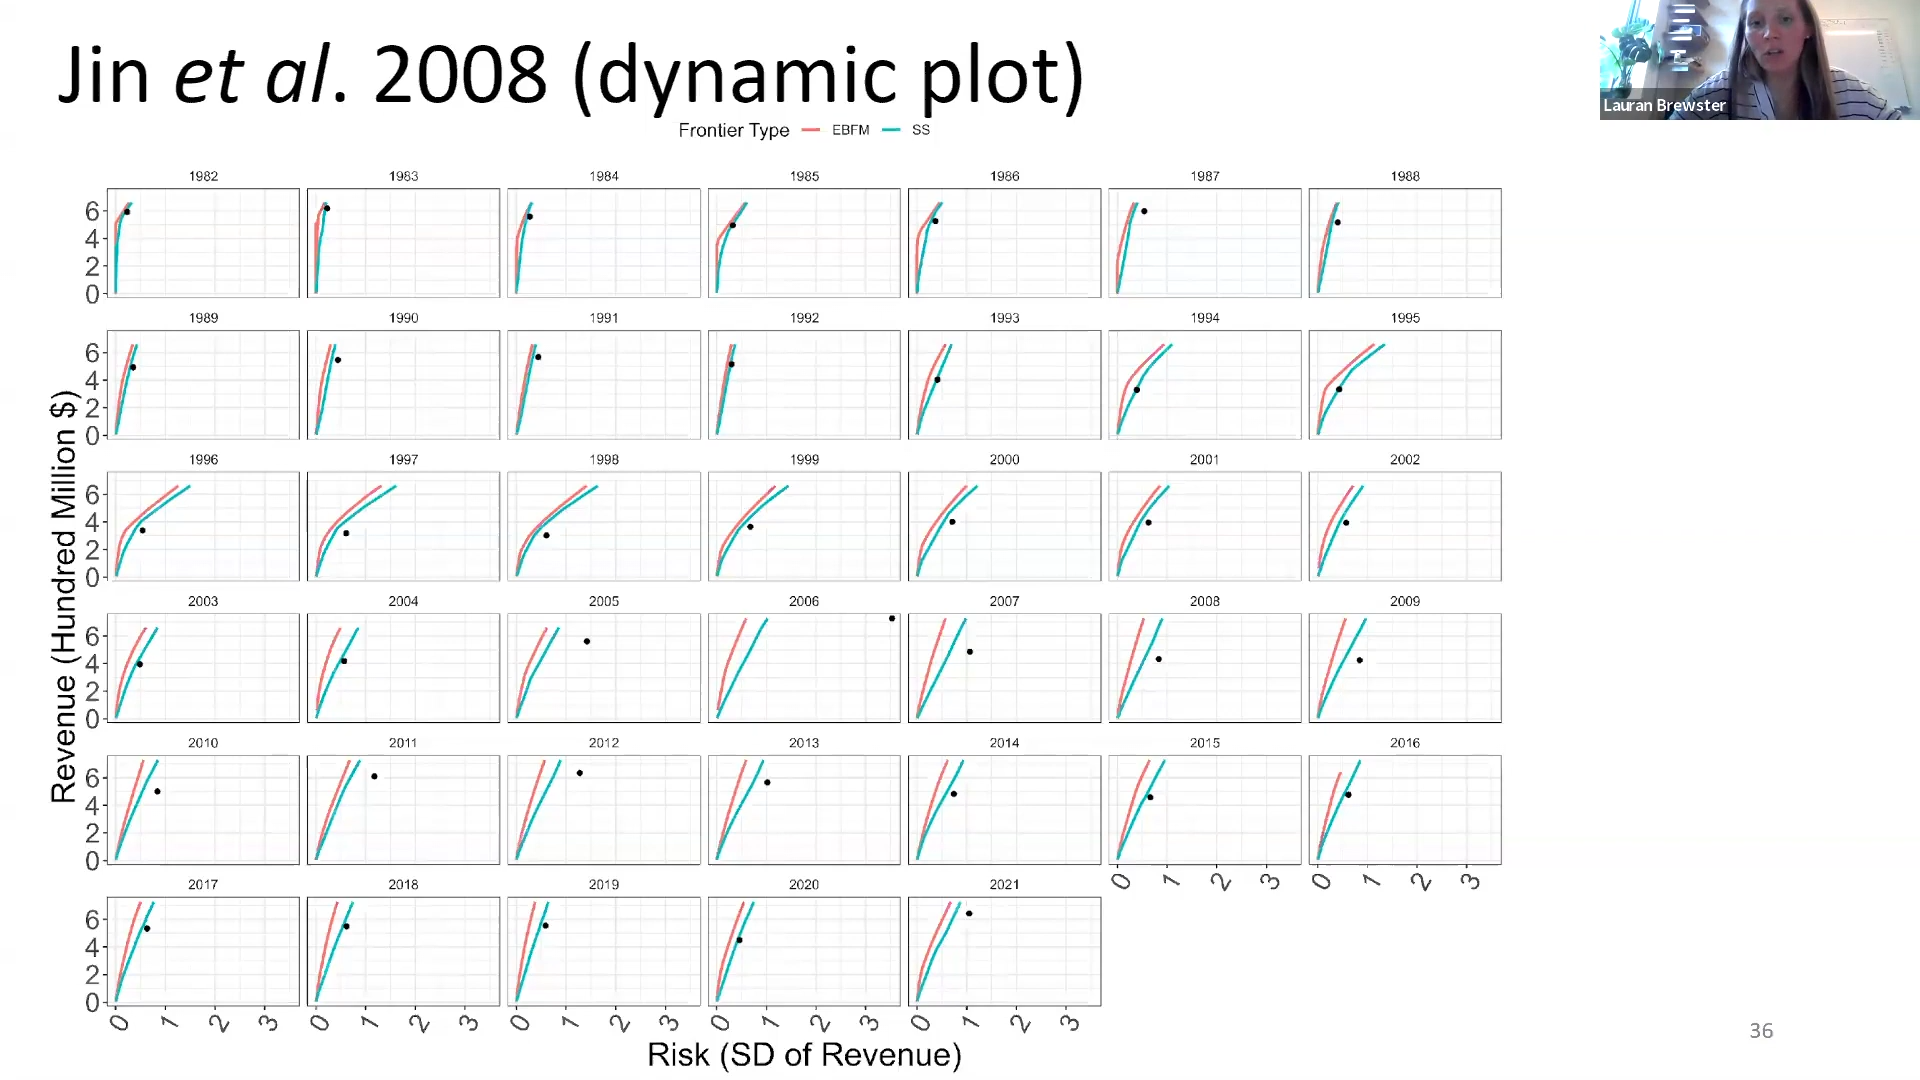 Jin et al. 2008 (dynamic plot)
Lauran Brewster
Frontier Type EBFM SS
1982 1983 1984 1985 1986 1987 1988
6
4
2
0
1989 1990 1991 1992 1993 1994 1995
6
4
2
0
1996 1997 1998 1999 2000 2001 2002
6
4
2
0
2003 2004 2005 2006 2007 2008 2009
6
4
2
0
2010 2011 2012 2013 2014 2015 2016
6
4
2
0
0 1 2 3 0 1 2 3
2017 2018 2019 2020 2021
6
4
2
0
0 1 2 3 0 1 2 3 0 1 2 3 0 1 2 3 0 1 2 3
Revenue (Hundred Million $)
Risk (SD of Revenue)
36